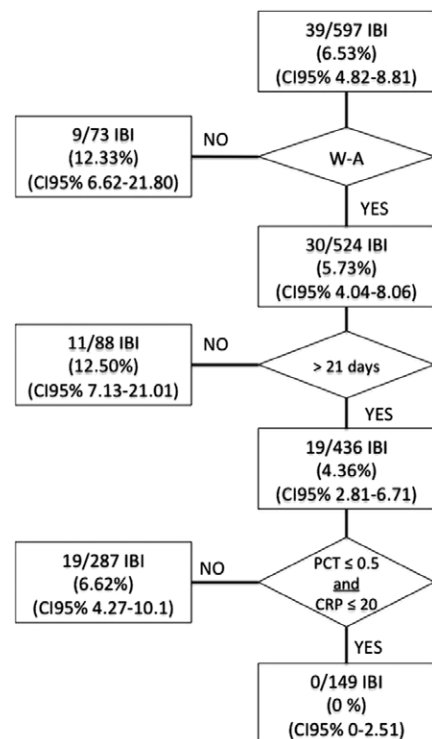 39/597 IBI
(6.53%)
(CI95% 4.82-8.81)
9/73 IBI
(12.33%)
(CI95% 6.62-21.80)
NO
W-A
YES
30/524 IBI
(5.73%)
(CI95% 4.04-8.06)
11/88 IBI
(12.50%)
(CI95% 7.13-21.01)
NO
> 21 days
YES
19/436 IBI
(4.36%)
(CI95% 2.81-6.71)
19/287 IBI
(6.62%)
(CI95% 4.27-10.1)
NO
PCT ≤ 0.5
and
CRP ≤ 20
YES
0/149 IBI
(0 %)
(CI95% 0-2.51)